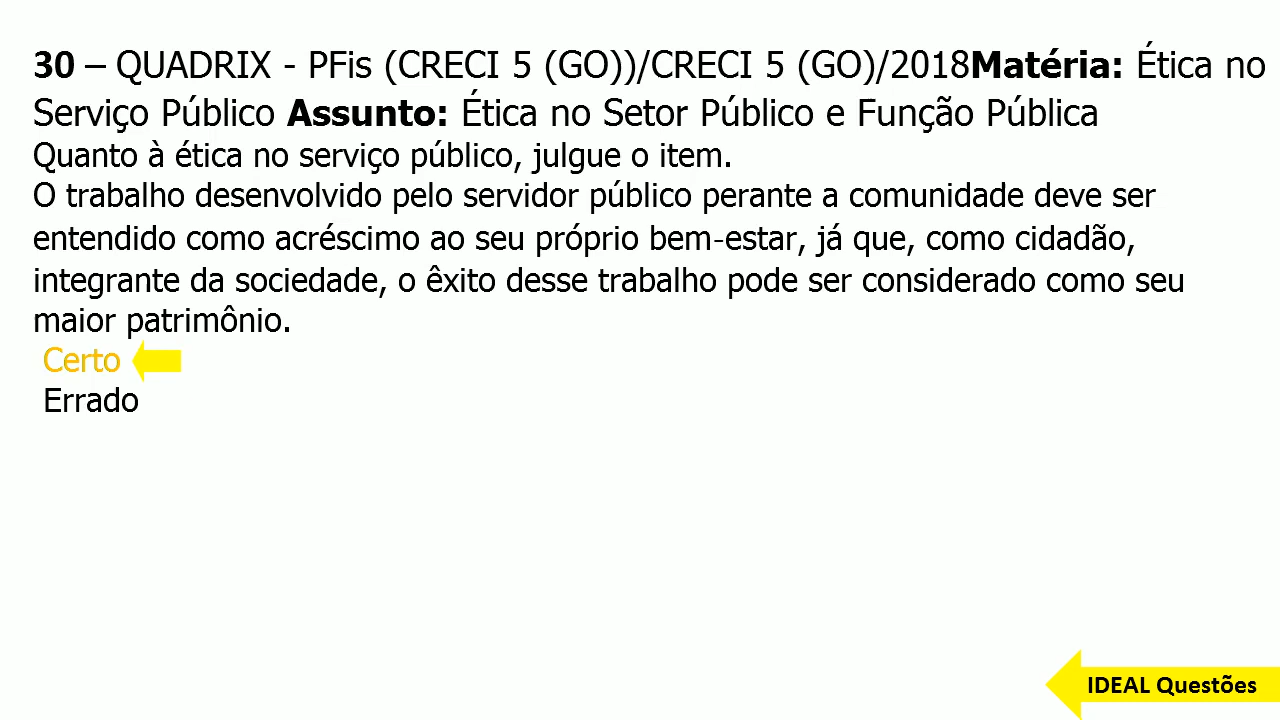 30 – QUADRIX - PFis (CRECI 5 (GO))/CRECI 5 (GO)/2018Matéria: Ética no
Serviço Público Assunto: Ética no Setor Público e Função Pública
Quanto à ética no serviço público, julgue o item.
O trabalho desenvolvido pelo servidor público perante a comunidade deve ser
entendido como acréscimo ao seu próprio bem-estar, já que, como cidadão,
integrante da sociedade, o êxito desse trabalho pode ser considerado como seu
maior patrimônio.
Certo
Errado
IDEAL Questões